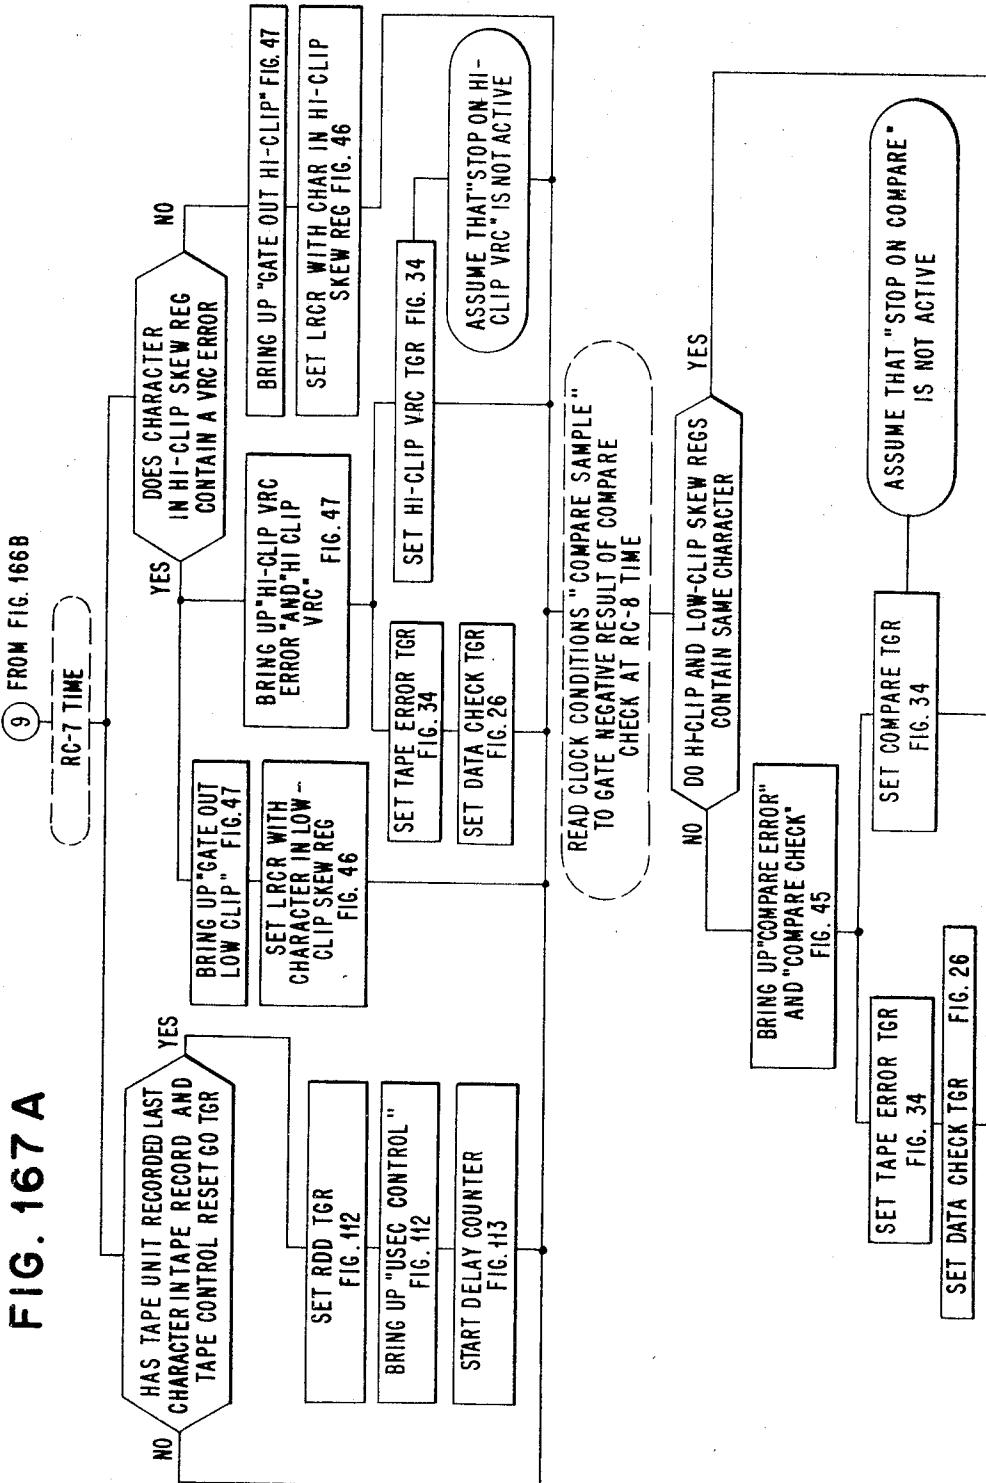 FIG. 167A
9 FROM FIG. 166B
RC-7 TIME
HAS TAPE UNIT RECORDED LAST
CHARACTER IN TAPE RECORD AND
TAPE CONTROL RESET GO TGR
NO
YES
SET RDD TGR
FIG. 112
BRING UP "USEC CONTROL"
FIG. 112
START DELAY COUNTER
FIG. 113
DOES CHARACTER
IN HI-CLIP SKEW REG
CONTAIN A VRC ERROR
YES
NO
BRING UP "GATE OUT
LOW CLIP" FIG. 47
SET LRCR WITH
CHARACTER IN LOW-
CLIP SKEW REG
FIG. 46
BRING UP "HI-CLIP VRC
ERROR" AND "HI CLIP
VRC"
FIG. 47
SET TAPE ERROR TGR
FIG. 34
SET DATA CHECK TGR
FIG. 26
SET HI-CLIP VRC TGR FIG. 34
ASSUME THAT "STOP ON HI-
CLIP VRC" IS NOT ACTIVE
BRING UP "GATE OUT HI-CLIP" FIG. 47
SET LRCR WITH CHAR IN HI-CLIP
SKEW REG FIG. 46
READ CLOCK CONDITIONS "COMPARE SAMPLE"
TO GATE NEGATIVE RESULT OF COMPARE
CHECK AT RC-8 TIME
DO HI-CLIP AND LOW-CLIP SKEW REGS
CONTAIN SAME CHARACTER
NO
YES
BRING UP "COMPARE ERROR"
AND "COMPARE CHECK"
FIG. 45
SET TAPE ERROR TGR
FIG. 34
SET DATA CHECK TGR FIG. 26
SET COMPARE TGR
FIG. 34
ASSUME THAT "STOP ON COMPARE"
IS NOT ACTIVE